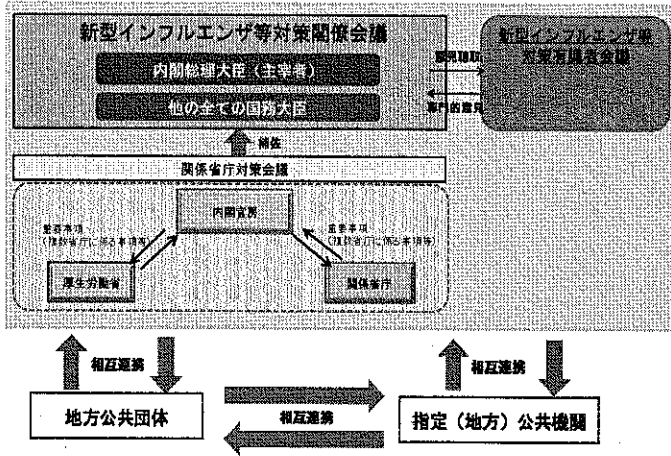 新型インフルエンザ等対策閣僚会議
内閣総理大臣（主宰者）
他の全ての国務大臣
意見聴取
専門的意見
新型インフルエンザ等
対策有識者会議
補佐
関係省庁対策会議
内閣官房
重要事項
（複数省庁に係る事項等）
重要事項
（複数省庁に係る事項等）
厚生労働省
関係省庁
相互連携
相互連携
地方公共団体
相互連携
指定（地方）公共機関